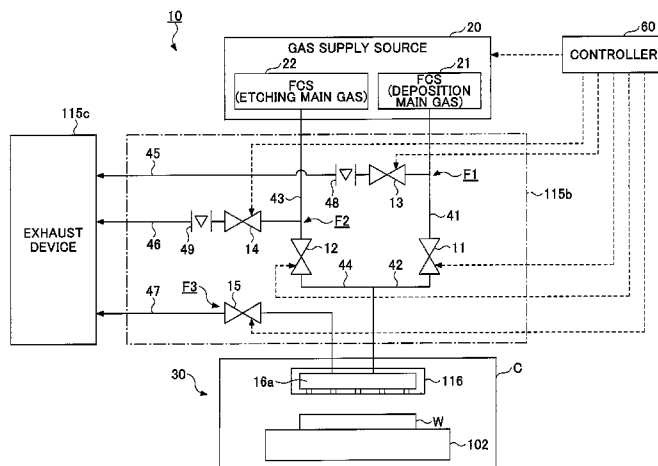 10
20
60
GAS SUPPLY SOURCE
CONTROLLER
22
21
FCS
(ETCHING MAIN GAS)
FCS
(DEPOSITION
MAIN GAS)
115c
45
48
13
F1
115b
43
41
EXHAUST
DEVICE
46
49
14
F2
12
11
44
42
47
F3
15
30
16a
116
C
W
102